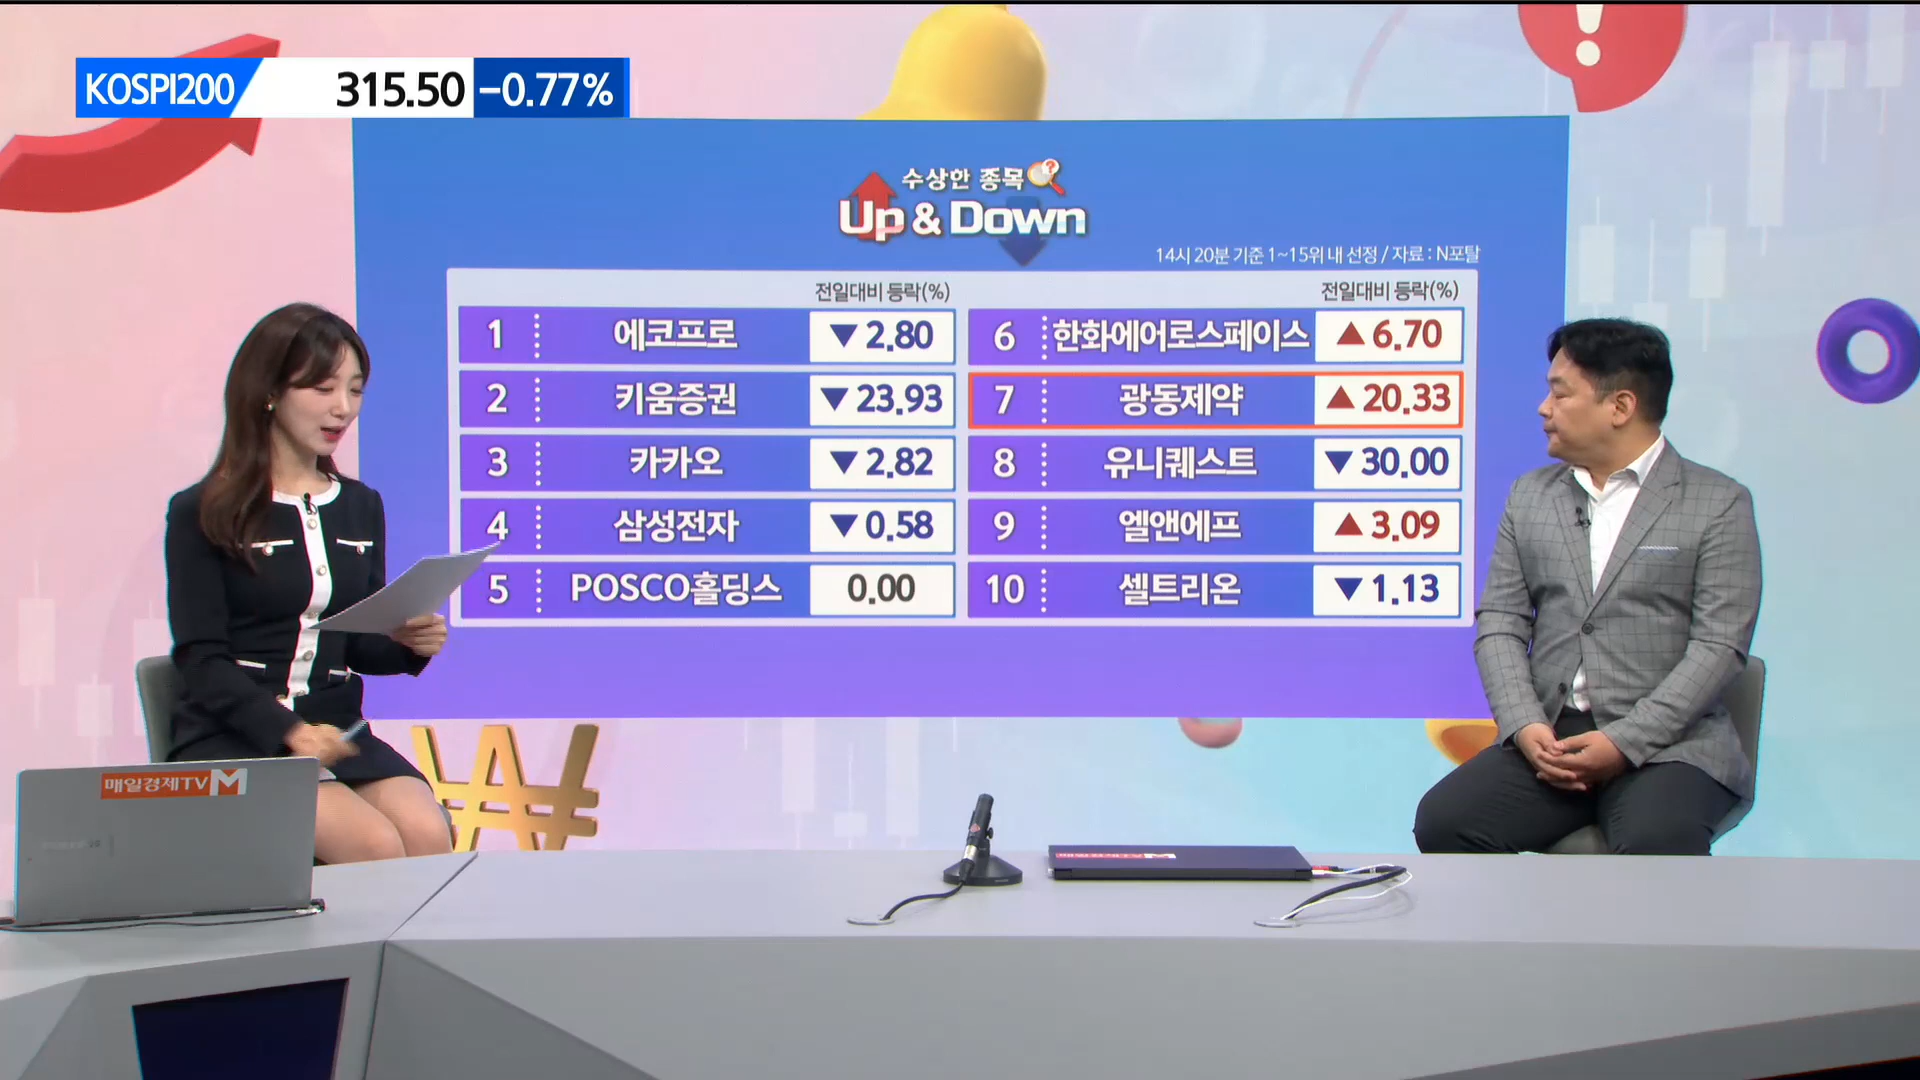 KOSPI200 315.50 -0.77%
수상한 종목
Up & Down
14시 20분 기준 1~15위 내 선정 / 자료 : N포탈
전일대비 등락(%)
1 에코프로 ▼2.80
2 키움증권 ▼23.93
3 카카오 ▼2.82
4 삼성전자 ▼0.58
5 POSCO홀딩스 0.00
전일대비 등락(%)
6 한화에어로스페이스 ▲6.70
7 광동제약 ▲20.33
8 유니퀘스트 ▼30.00
9 엘앤에프 ▲3.09
10 셀트리온 ▼1.13
매일경제TV M